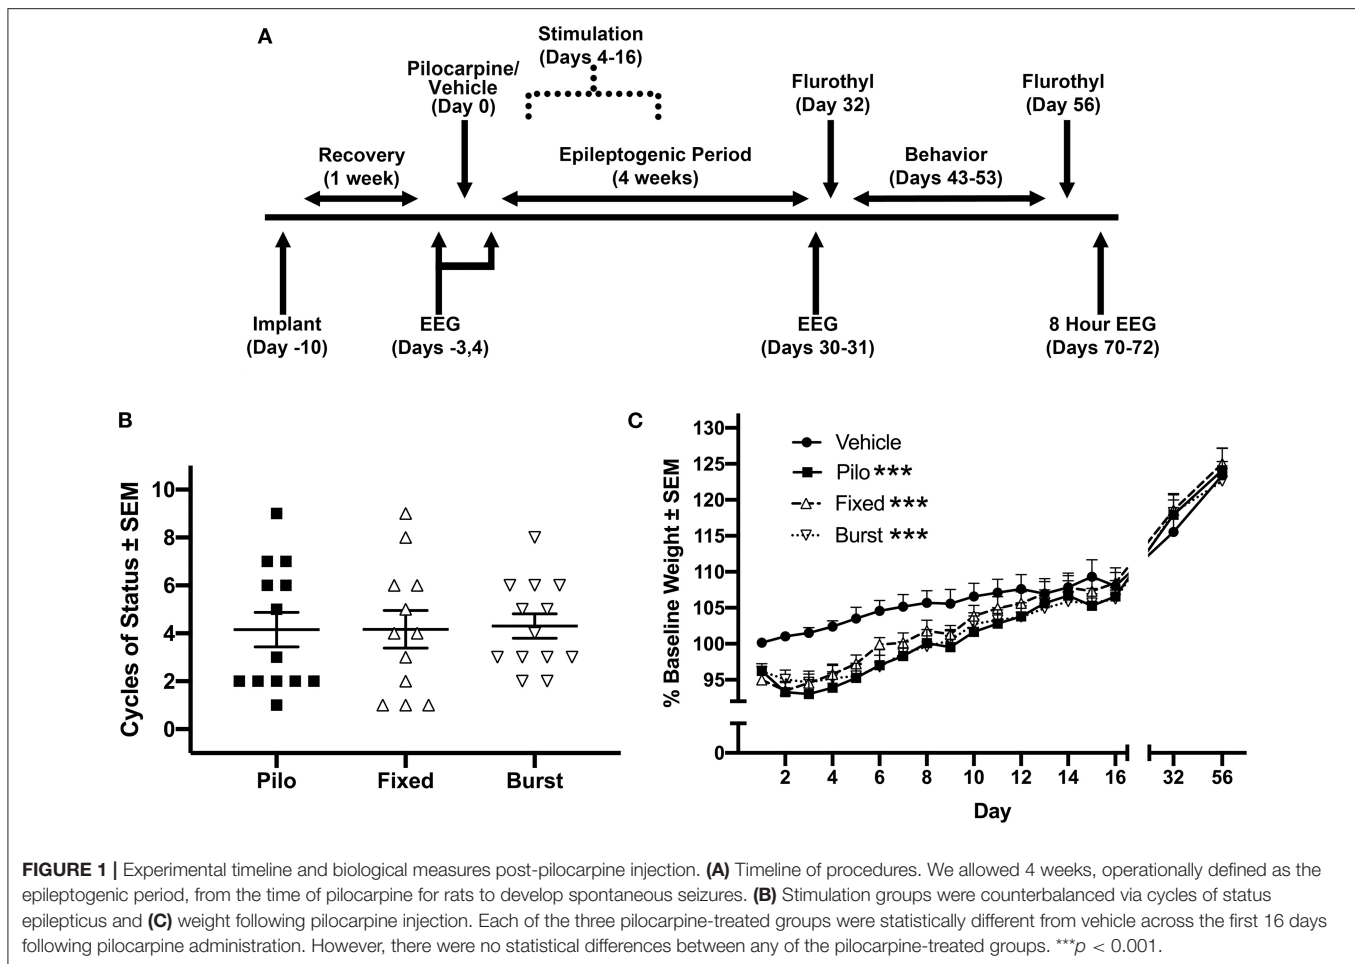 A
Stimulation
(Days 4-16)
Pilocarpine/
Vehicle
(Day 0)
Flurothyl
(Day 32)
Flurothyl
(Day 56)
Recovery
(1 week)
Epileptogenic Period
(4 weeks)
Behavior
(Days 43-53)
Implant
(Day -10)
EEG
(Days -3,4)
EEG
(Days 30-31)
8 Hour EEG
(Days 70-72)
B
Cycles of Status ± SEM
10
8
6
4
2
0
Pilo
Fixed
Burst
C
% Baseline Weight ± SEM
130
125
120
115
110
105
100
95
0
Vehicle
Pilo ***
Fixed ***
Burst ***
2 4 6 8 10 12 14 16 32 56
Day
FIGURE 1 | Experimental timeline and biological measures post-pilocarpine injection. (A) Timeline of procedures. We allowed 4 weeks, operationally defined as the
epileptogenic period, from the time of pilocarpine for rats to develop spontaneous seizures. (B) Stimulation groups were counterbalanced via cycles of status
epilepticus and (C) weight following pilocarpine injection. Each of the three pilocarpine-treated groups were statistically different from vehicle across the first 16 days
following pilocarpine administration. However, there were no statistical differences between any of the pilocarpine-treated groups. ***p < 0.001.